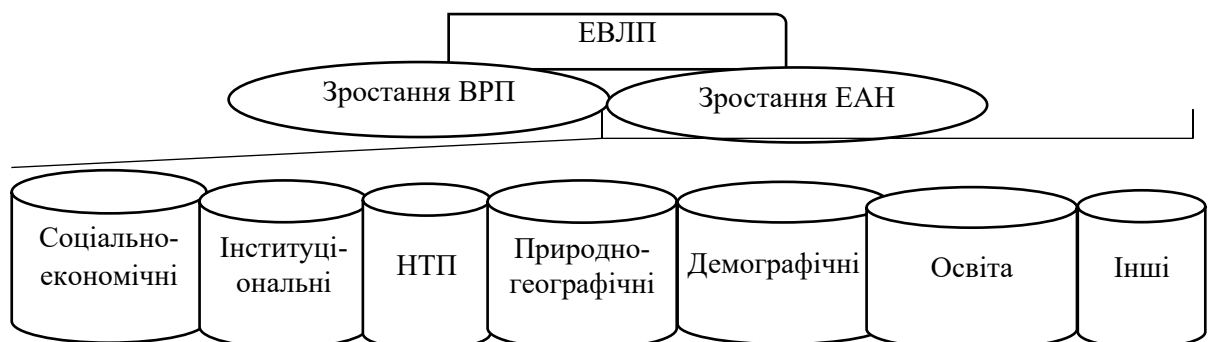 ЕВЛП
Зростання ВРП
Зростання ЕАН
Соціально-
економічні
Інституці-
ональні
НТП
Природно-
географічні
Демографічні
Освіта
Інші